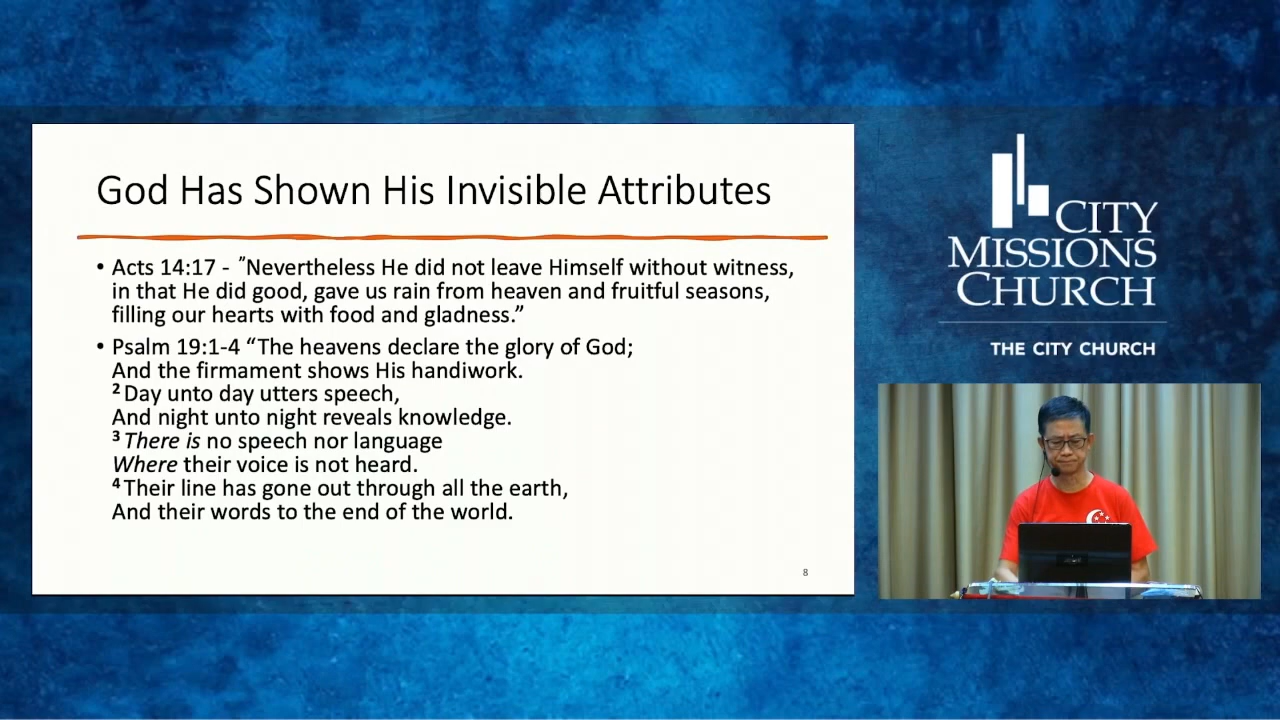 God Has Shown His Invisible Attributes
• Acts 14:17 - "Nevertheless He did not leave Himself without witness,
in that He did good, gave us rain from heaven and fruitful seasons,
filling our hearts with food and gladness.”
• Psalm 19:1-4 “The heavens declare the glory of God;
And the firmament shows His handiwork.
² Day unto day utters speech,
And night unto night reveals knowledge.
³ There is no speech nor language
Where their voice is not heard.
⁴ Their line has gone out through all the earth,
And their words to the end of the world.
8
CITY
MISSIONS
CHURCH
THE CITY CHURCH